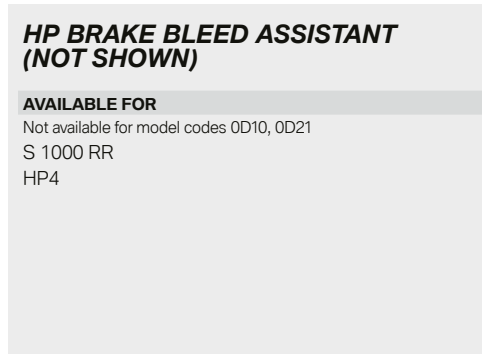 HP BRAKE BLEED ASSISTANT
(NOT SHOWN)
AVAILABLE FOR
Not available for model codes 0D10, 0D21
S 1000 RR
HP4